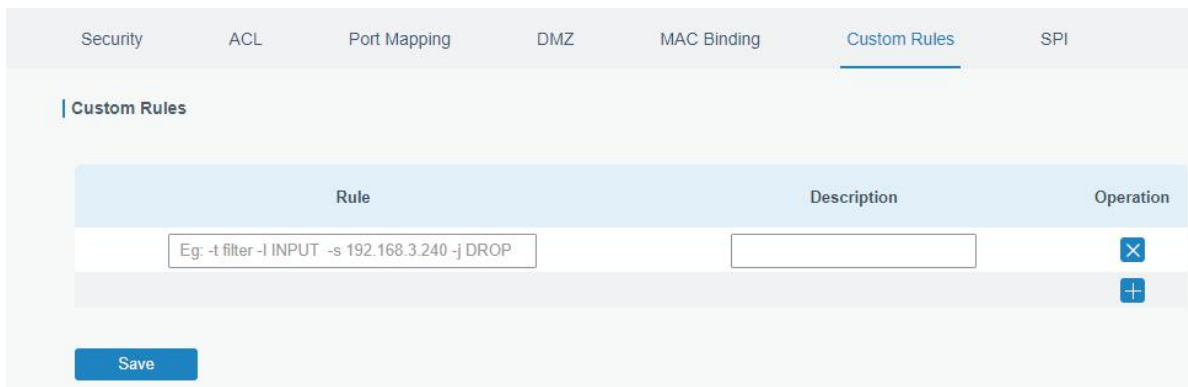 Security ACL Port Mapping DMZ MAC Binding Custom Rules SPI
Custom Rules
Rule Description Operation
Eg: -t filter -I INPUT -s 192.168.3.240 -j DROP
Save